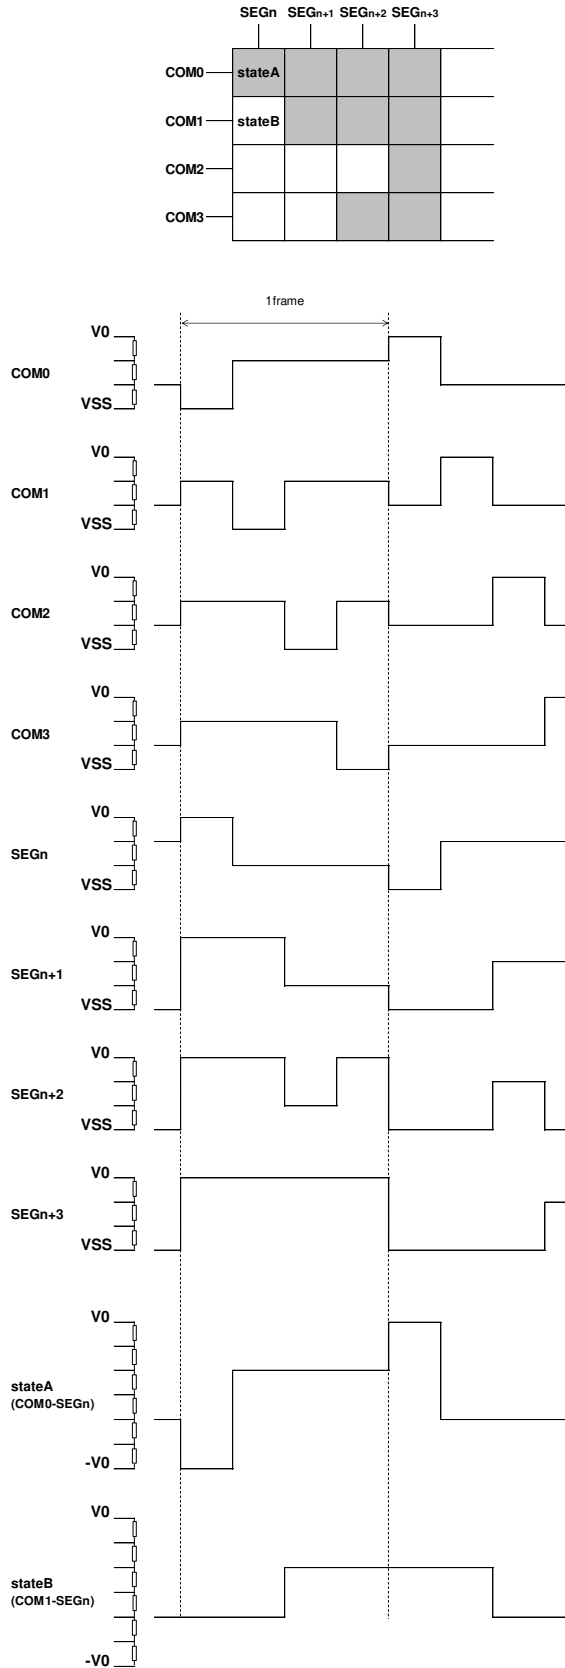 SEGn SEGn+1 SEGn+2 SEGn+3
COM0 stateA
COM1 stateB
COM2
COM3
1frame
V0
COM0
VSS
V0
COM1
VSS
V0
COM2
VSS
V0
COM3
VSS
V0
SEGn
VSS
V0
SEGn+1
VSS
V0
SEGn+2
VSS
V0
SEGn+3
VSS
V0
stateA
(COM0-SEGn)
-V0
V0
stateB
(COM1-SEGn)
-V0